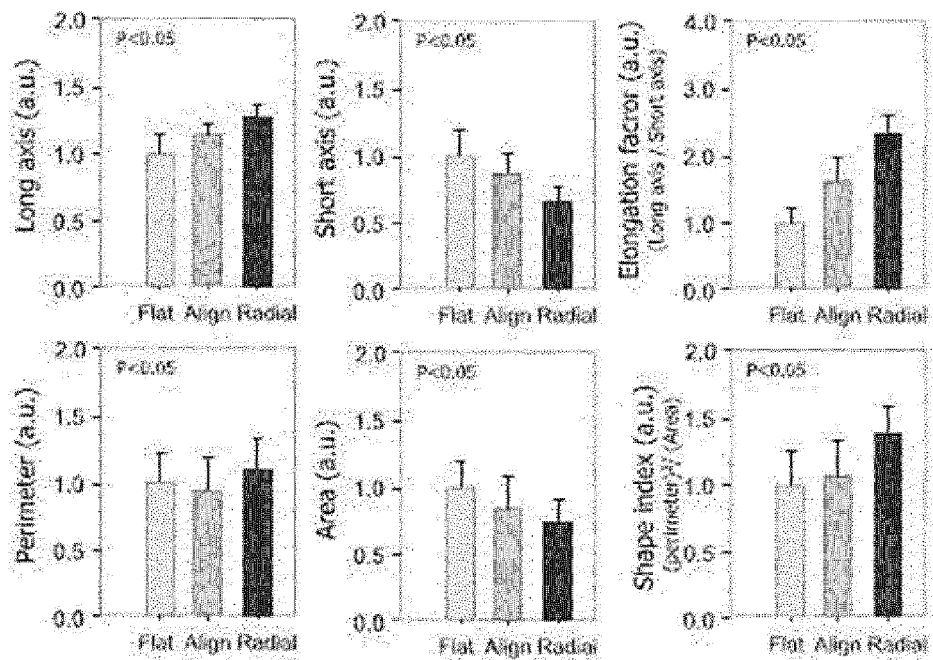 2.0
P<0.05
1.5
1.0
0.5
0.0
Long axis (a.u.)
Flat Align Radial
2.0
P<0.05
1.5
1.0
0.5
0.0
Short axis (a.u.)
Flat Align Radial
4.0
P<0.05
3.0
2.0
1.0
0.0
Elongation facror (a.u.)
(Long axis / Short axis)
Flat Align Radial
2.0
P<0.05
1.5
1.0
0.5
0.0
Perimeter (a.u.)
Flat Align Radial
2.0
P<0.05
1.5
1.0
0.5
0.0
Area (a.u.)
Flat Align Radial
2.0
P<0.05
1.5
1.0
0.5
0.0
Shape index (a.u.)
(perimeter)²/ (Area)
Flat Align Radial